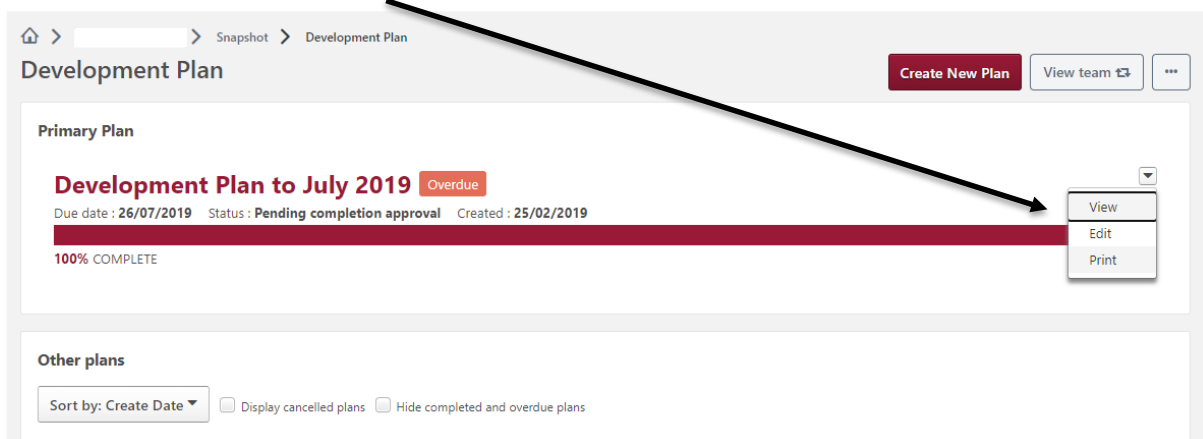 Snapshot Development Plan
Development Plan
Create New Plan
View team
Primary Plan
Development Plan to July 2019 Overdue
Due date : 26/07/2019 Status : Pending completion approval Created : 25/02/2019
View
Edit
100% COMPLETE
Print
Other plans
Sort by: Create Date Display cancelled plans Hide completed and overdue plans